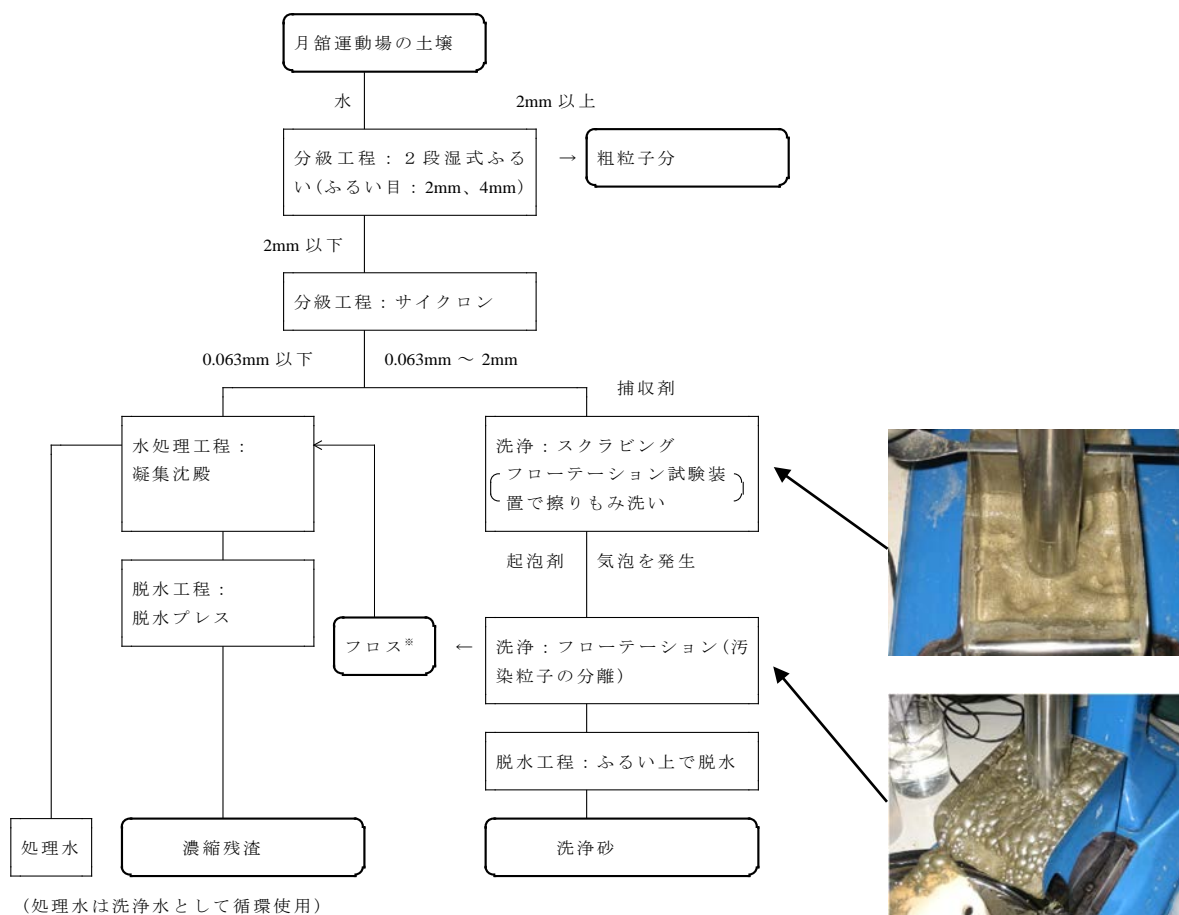 月舘運動場の土壌
水
2mm 以上
分級工程：２段湿式ふる
い(ふるい目：2mm、4mm)
→
粗粒子分
2mm 以下
分級工程：サイクロン
0.063mm 以下
0.063mm ～ 2mm
捕収剤
水処理工程：
凝集沈殿
洗浄：スクラビング
フローテーション試験装
置で擦りもみ洗い
起泡剤
気泡を発生
脱水工程：
脱水プレス
フロス※
←
洗浄：フローテーション(汚
染粒子の分離)
脱水工程：ふるい上で脱水
処理水
濃縮残渣
洗浄砂
(処理水は洗浄水として循環使用)